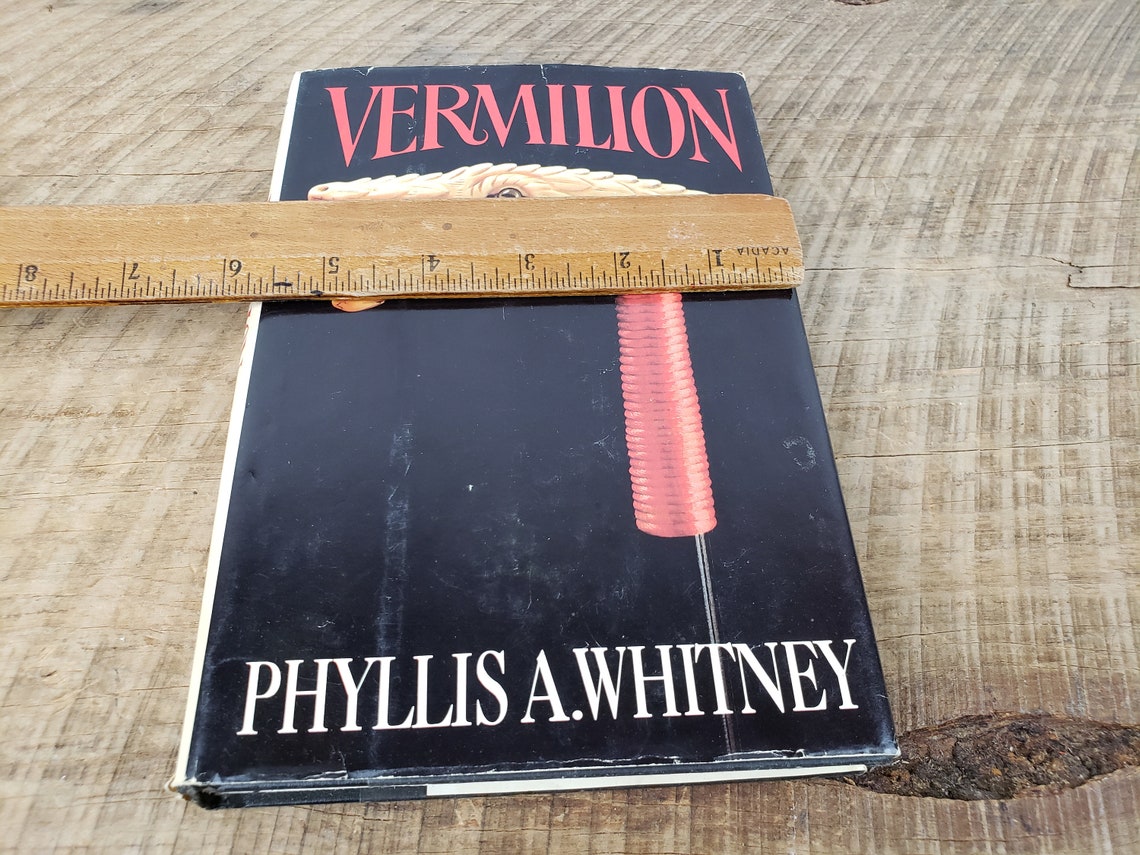 VERMILION
8 7 6 5 4 3 2 1 ACADIA
PHYLLIS A. WHITNEY